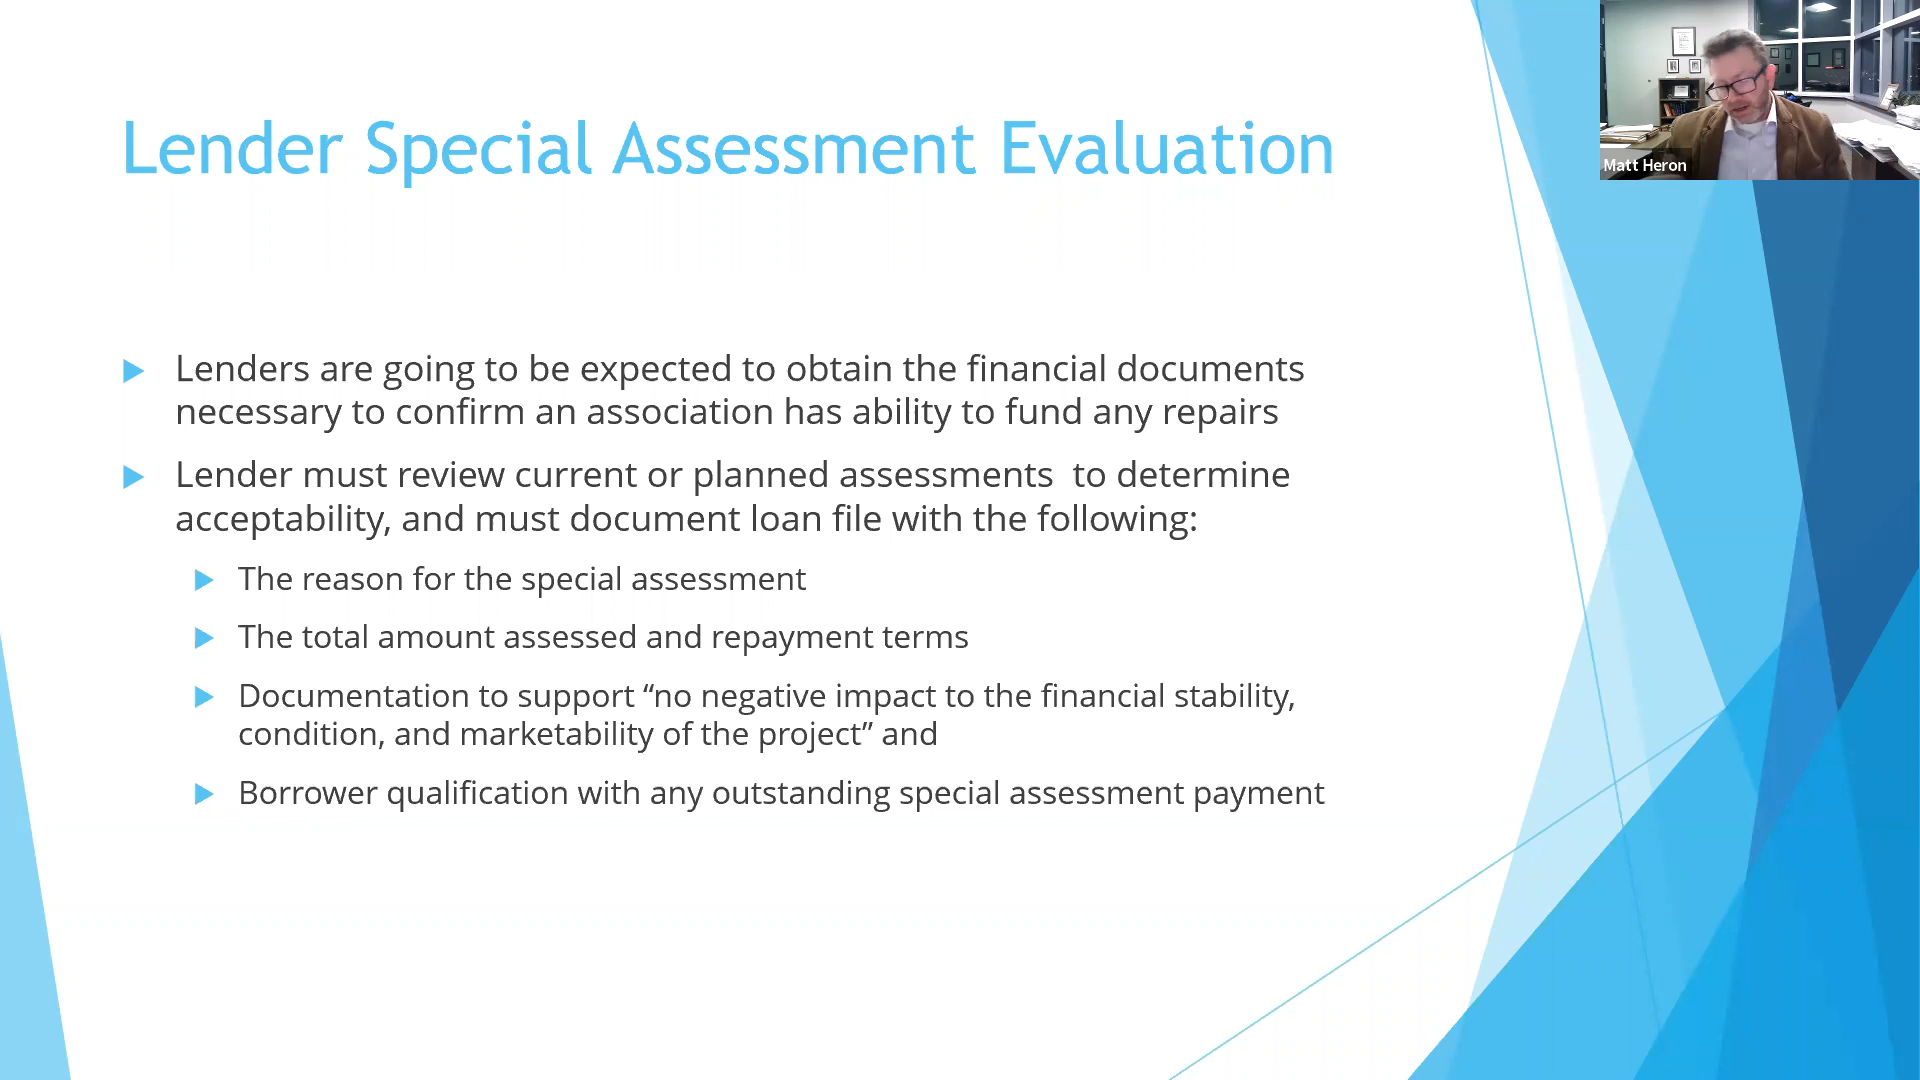 Lender Special Assessment Evaluation
Matt Heron
Lenders are going to be expected to obtain the financial documents
necessary to confirm an association has ability to fund any repairs
Lender must review current or planned assessments  to determine
acceptability, and must document loan file with the following:
The reason for the special assessment
The total amount assessed and repayment terms
Documentation to support “no negative impact to the financial stability,
condition, and marketability of the project” and
Borrower qualification with any outstanding special assessment payment